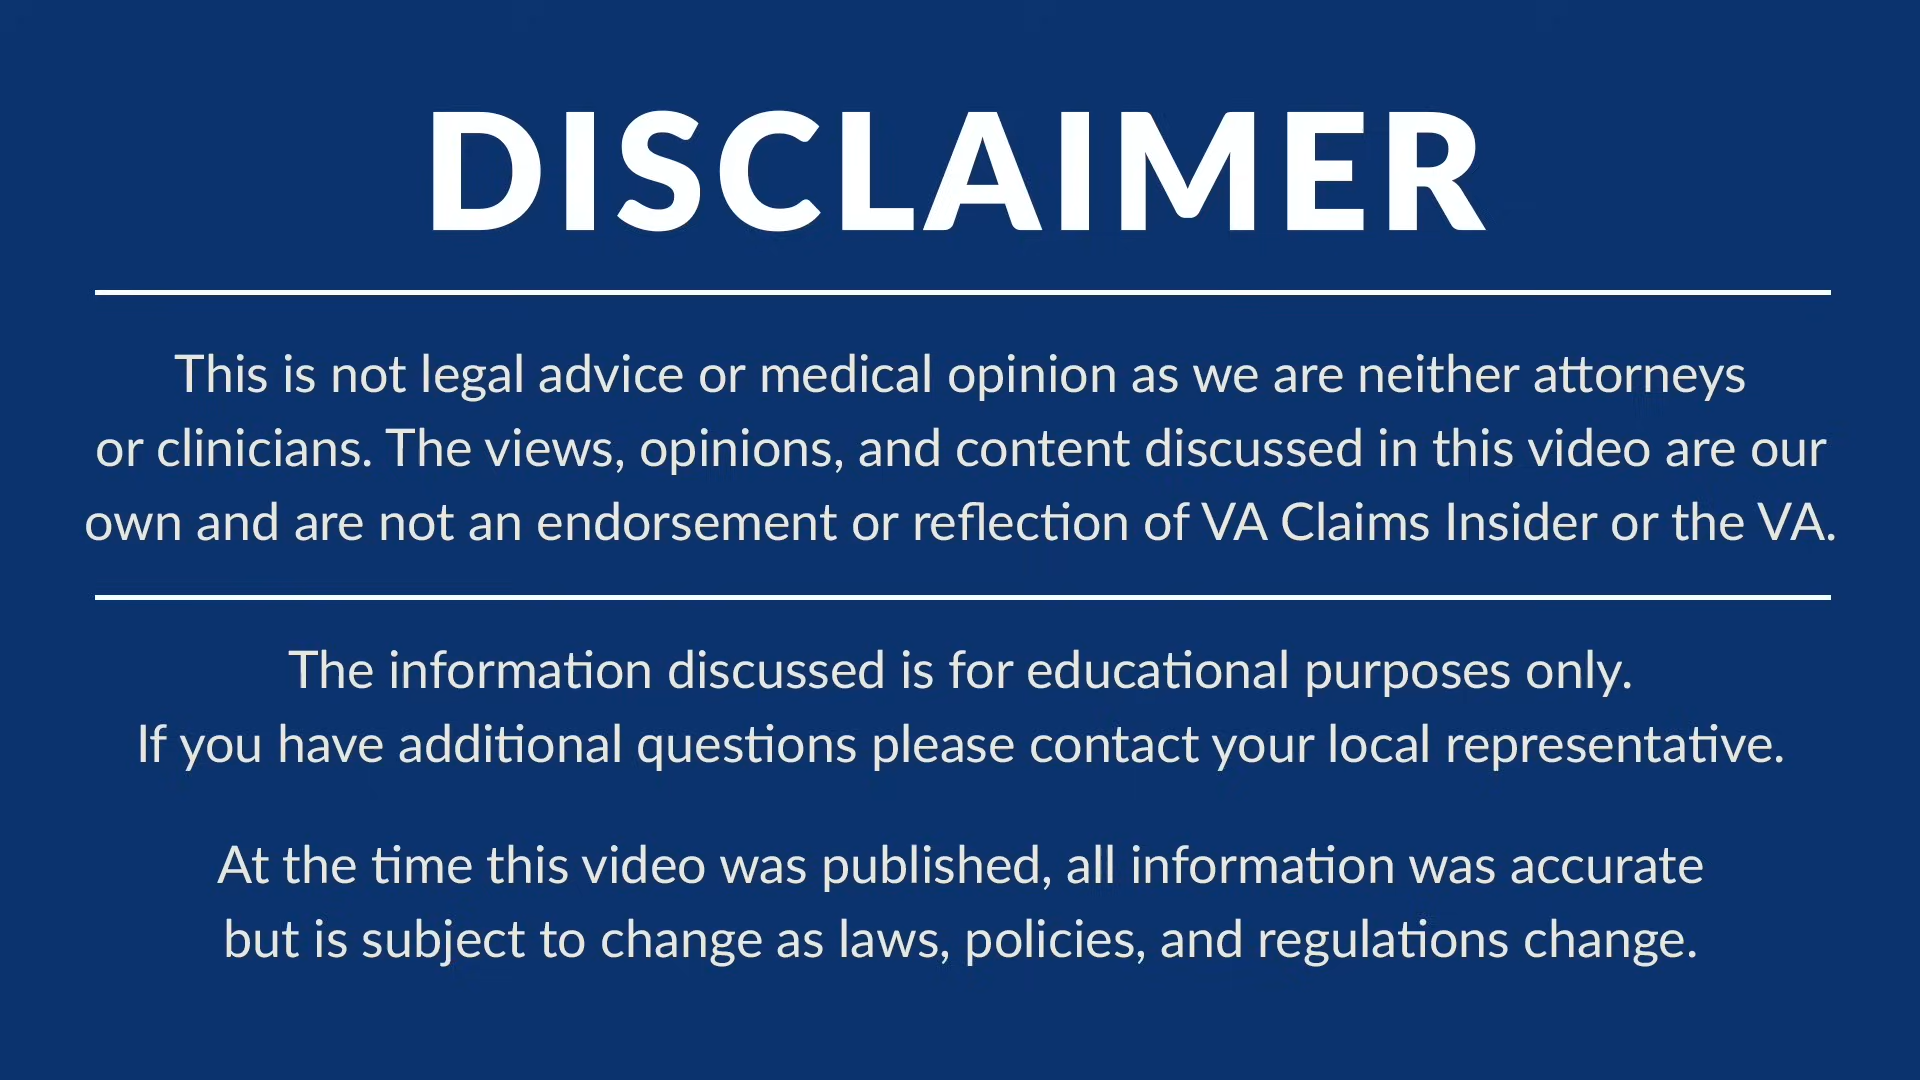 DISCLAIMER
This is not legal advice or medical opinion as we are neither attorneys
or clinicians. The views, opinions, and content discussed in this video are our
own and are not an endorsement or reflection of VA Claims Insider or the VA.
The information discussed is for educational purposes only.
If you have additional questions please contact your local representative.
At the time this video was published, all information was accurate
but is subject to change as laws, policies, and regulations change.